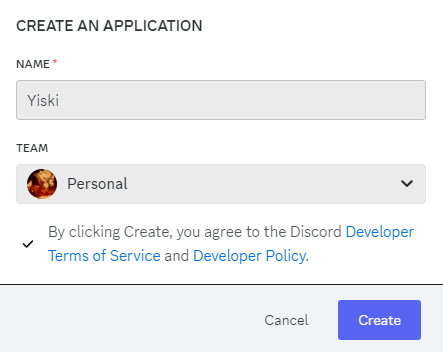 CREATE AN APPLICATION
NAME *
Yiski
TEAM
Personal
By clicking Create, you agree to the Discord Developer
Terms of Service and Developer Policy.
Cancel
Create